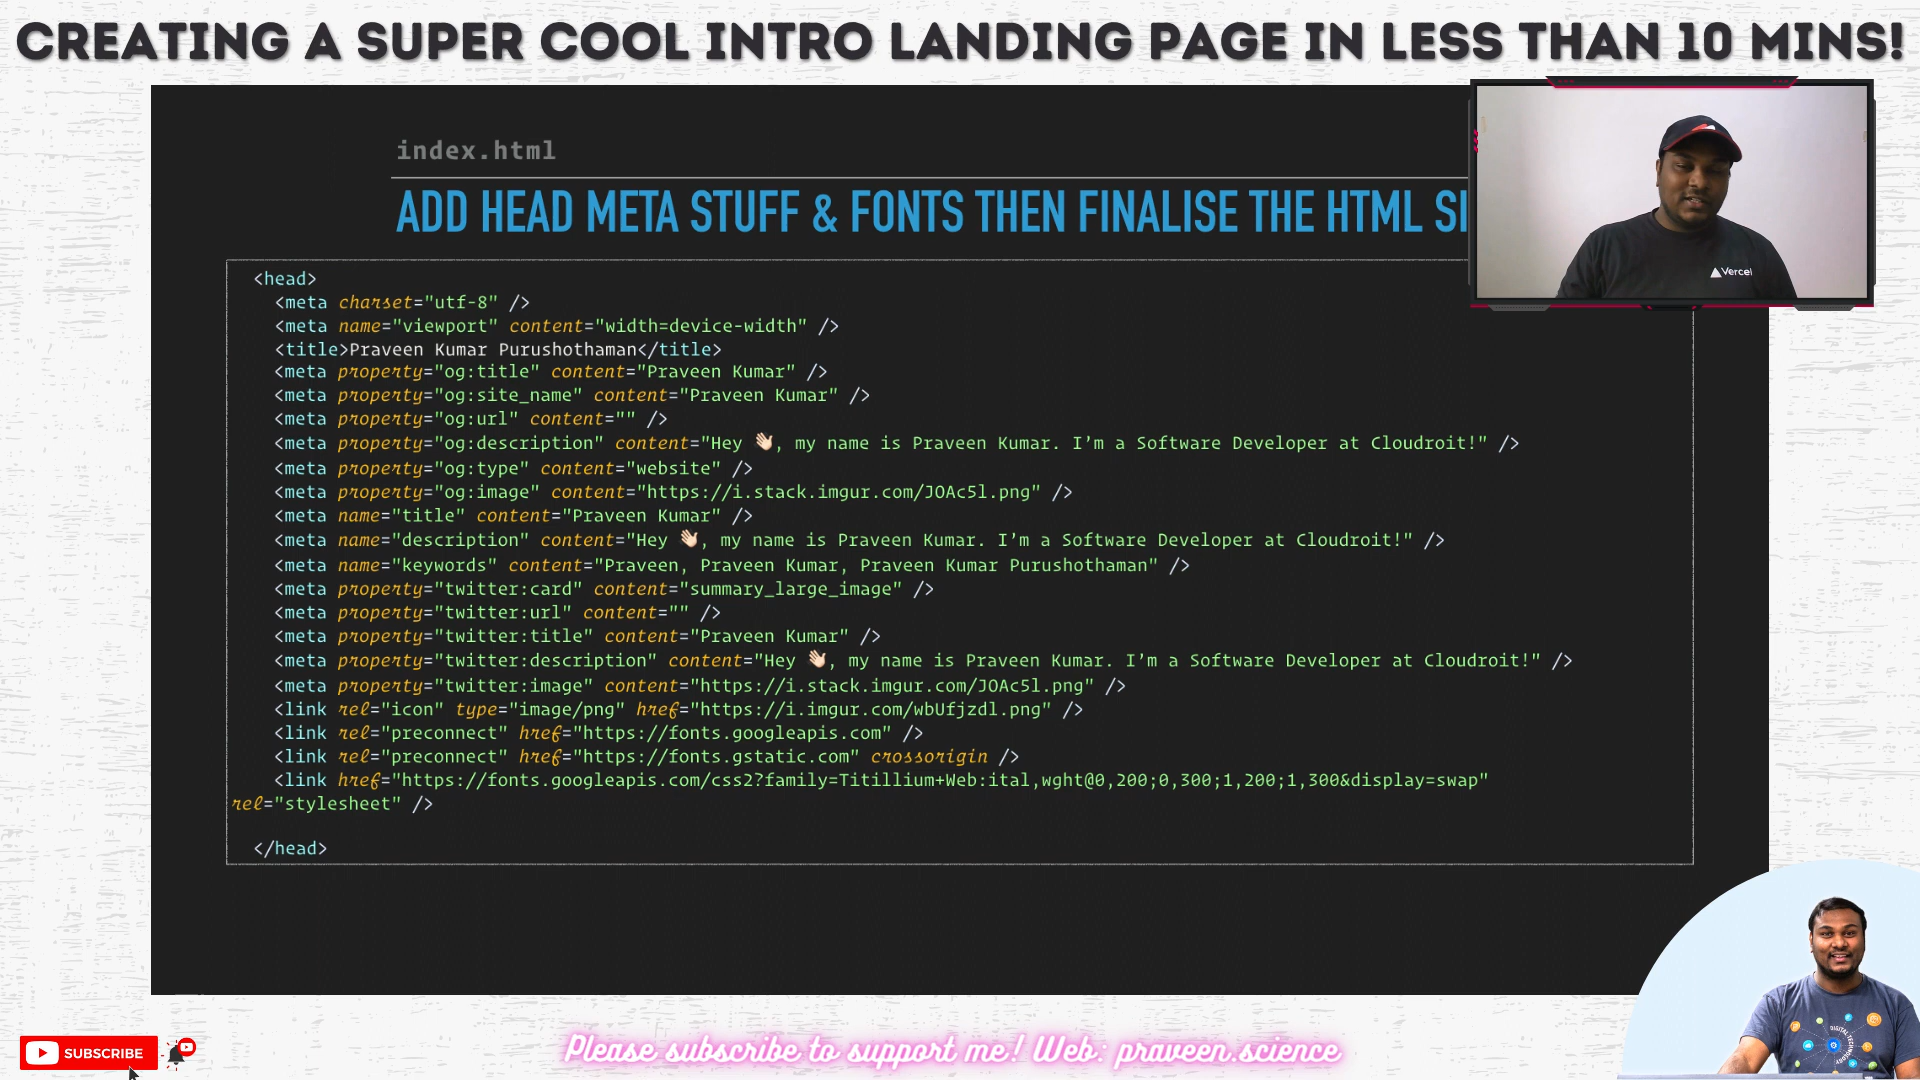 CREATING A SUPER COOL INTRO LANDING PAGE IN LESS THAN 10 MINS!
index.html
ADD HEAD META STUFF & FONTS THEN FINALISE THE HTML SI
Vercel
<head>
<meta charset="utf-8" />
<meta name="viewport" content="width=device-width" />
<title>Praveen Kumar Purushothaman</title>
<meta property="og:title" content="Praveen Kumar" />
<meta property="og:site_name" content="Praveen Kumar" />
<meta property="og:url" content="" />
<meta property="og:description" content="Hey 👋🏻, my name is Praveen Kumar. I’m a Software Developer at Cloudroit!" />
<meta property="og:type" content="website" />
<meta property="og:image" content="https://i.stack.imgur.com/JOAc5l.png" />
<meta name="title" content="Praveen Kumar" />
<meta name="description" content="Hey 👋🏻, my name is Praveen Kumar. I’m a Software Developer at Cloudroit!" />
<meta name="keywords" content="Praveen, Praveen Kumar, Praveen Kumar Purushothaman" />
<meta property="twitter:card" content="summary_large_image" />
<meta property="twitter:url" content="" />
<meta property="twitter:title" content="Praveen Kumar" />
<meta property="twitter:description" content="Hey 👋🏻, my name is Praveen Kumar. I’m a Software Developer at Cloudroit!" />
<meta property="twitter:image" content="https://i.stack.imgur.com/JOAc5l.png" />
<link rel="icon" type="image/png" href="https://i.imgur.com/wbUfjzdl.png" />
<link rel="preconnect" href="https://fonts.googleapis.com" />
<link rel="preconnect" href="https://fonts.gstatic.com" crossorigin />
<link href="https://fonts.googleapis.com/css2?family=Titillium+Web:ital,wght@0,200;0,300;1,200;1,300&display=swap"
rel="stylesheet" />
</head>
DIGITAL
TECHNOLOGY
SUBSCRIBE
Please subscribe to support me! Web: praveen.science